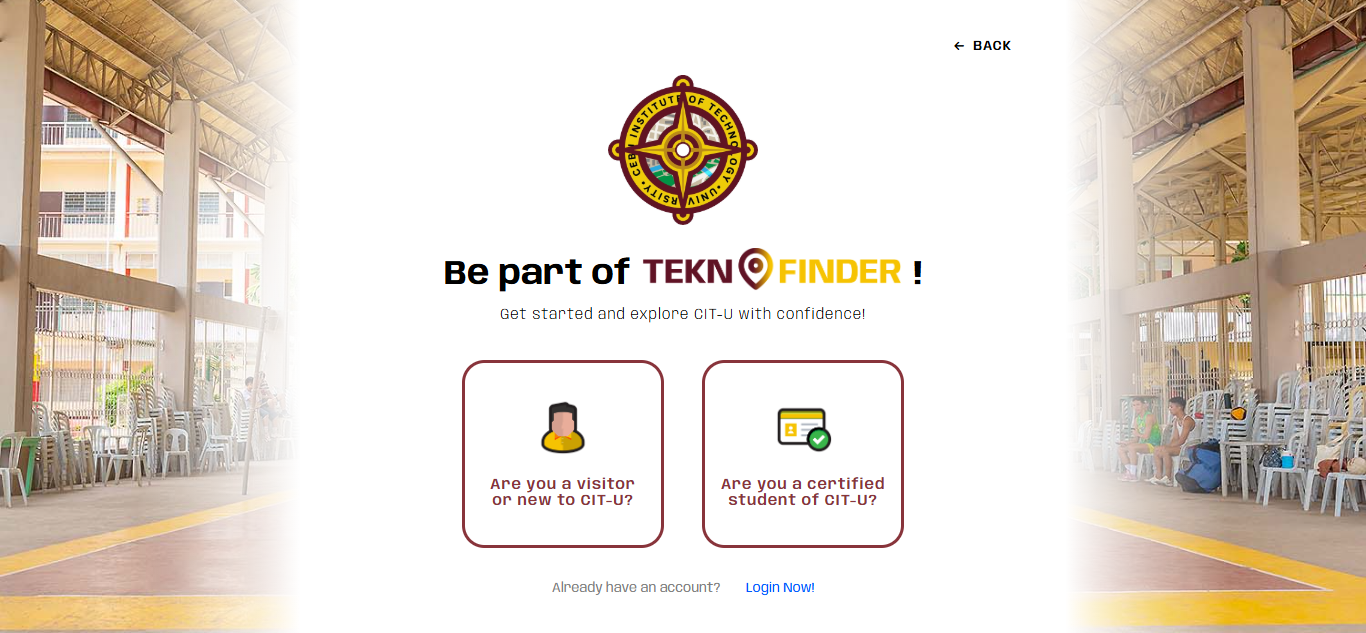 ← BACK
CEBU INSTITUTE OF TECHNOLOGY • UNIVERSITY •
Be part of TEKNOFINDER !
Get started and explore CIT-U with confidence!
Are you a visitor
or new to CIT-U?
Are you a certified
student of CIT-U?
Already have an account? Login Now!